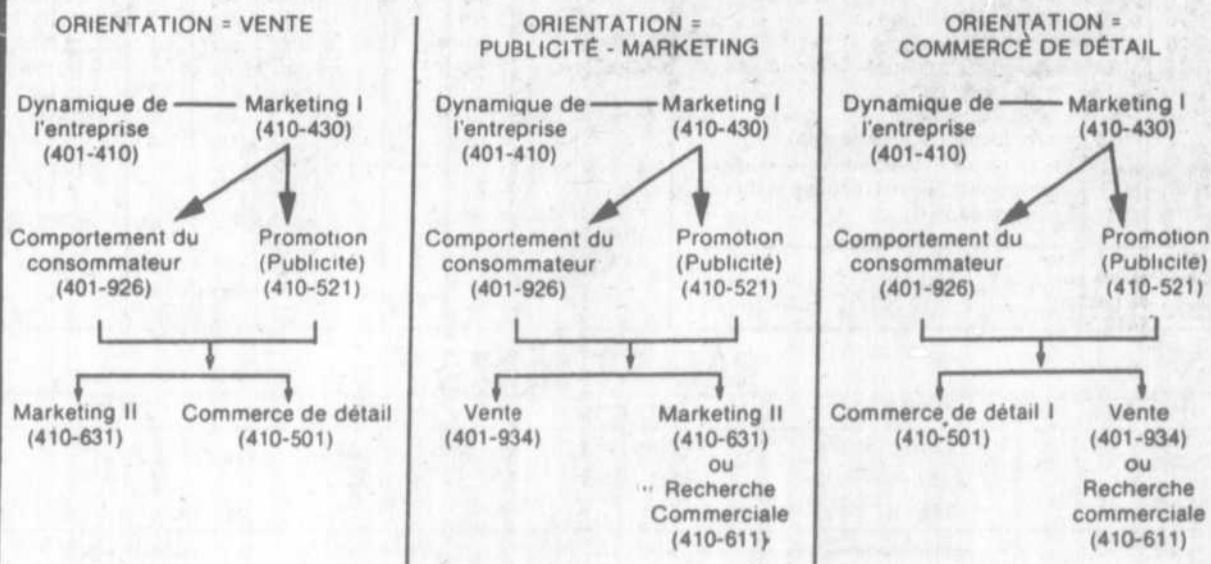 ORIENTATION = VENTE
Dynamique de
l'entreprise
(401-410)
Marketing I
(410-430)
Comportement du
consommateur
(401-926)
Promotion
(Publicité)
(410-521)
Marketing II
(410-631)
Commerce de détail
(410-501)
ORIENTATION =
PUBLICITÉ - MARKETING
Dynamique de
l'entreprise
(401-410)
Marketing I
(410-430)
Comportement du
consommateur
(401-926)
Promotion
(Publicité)
(410-521)
Vente
(401-934)
Marketing II
(410-631)
ou
Recherche
Commerciale
(410-611)
ORIENTATION =
COMMERCE DE DÉTAIL
Dynamique de
l'entreprise
(401-410)
Marketing I
(410-430)
Comportement du
consommateur
(401-926)
Promotion
(Publicité)
(410-521)
Commerce de détail I
(410-501)
Vente
(401-934)
ou
Recherche
commerciale
(410-611)